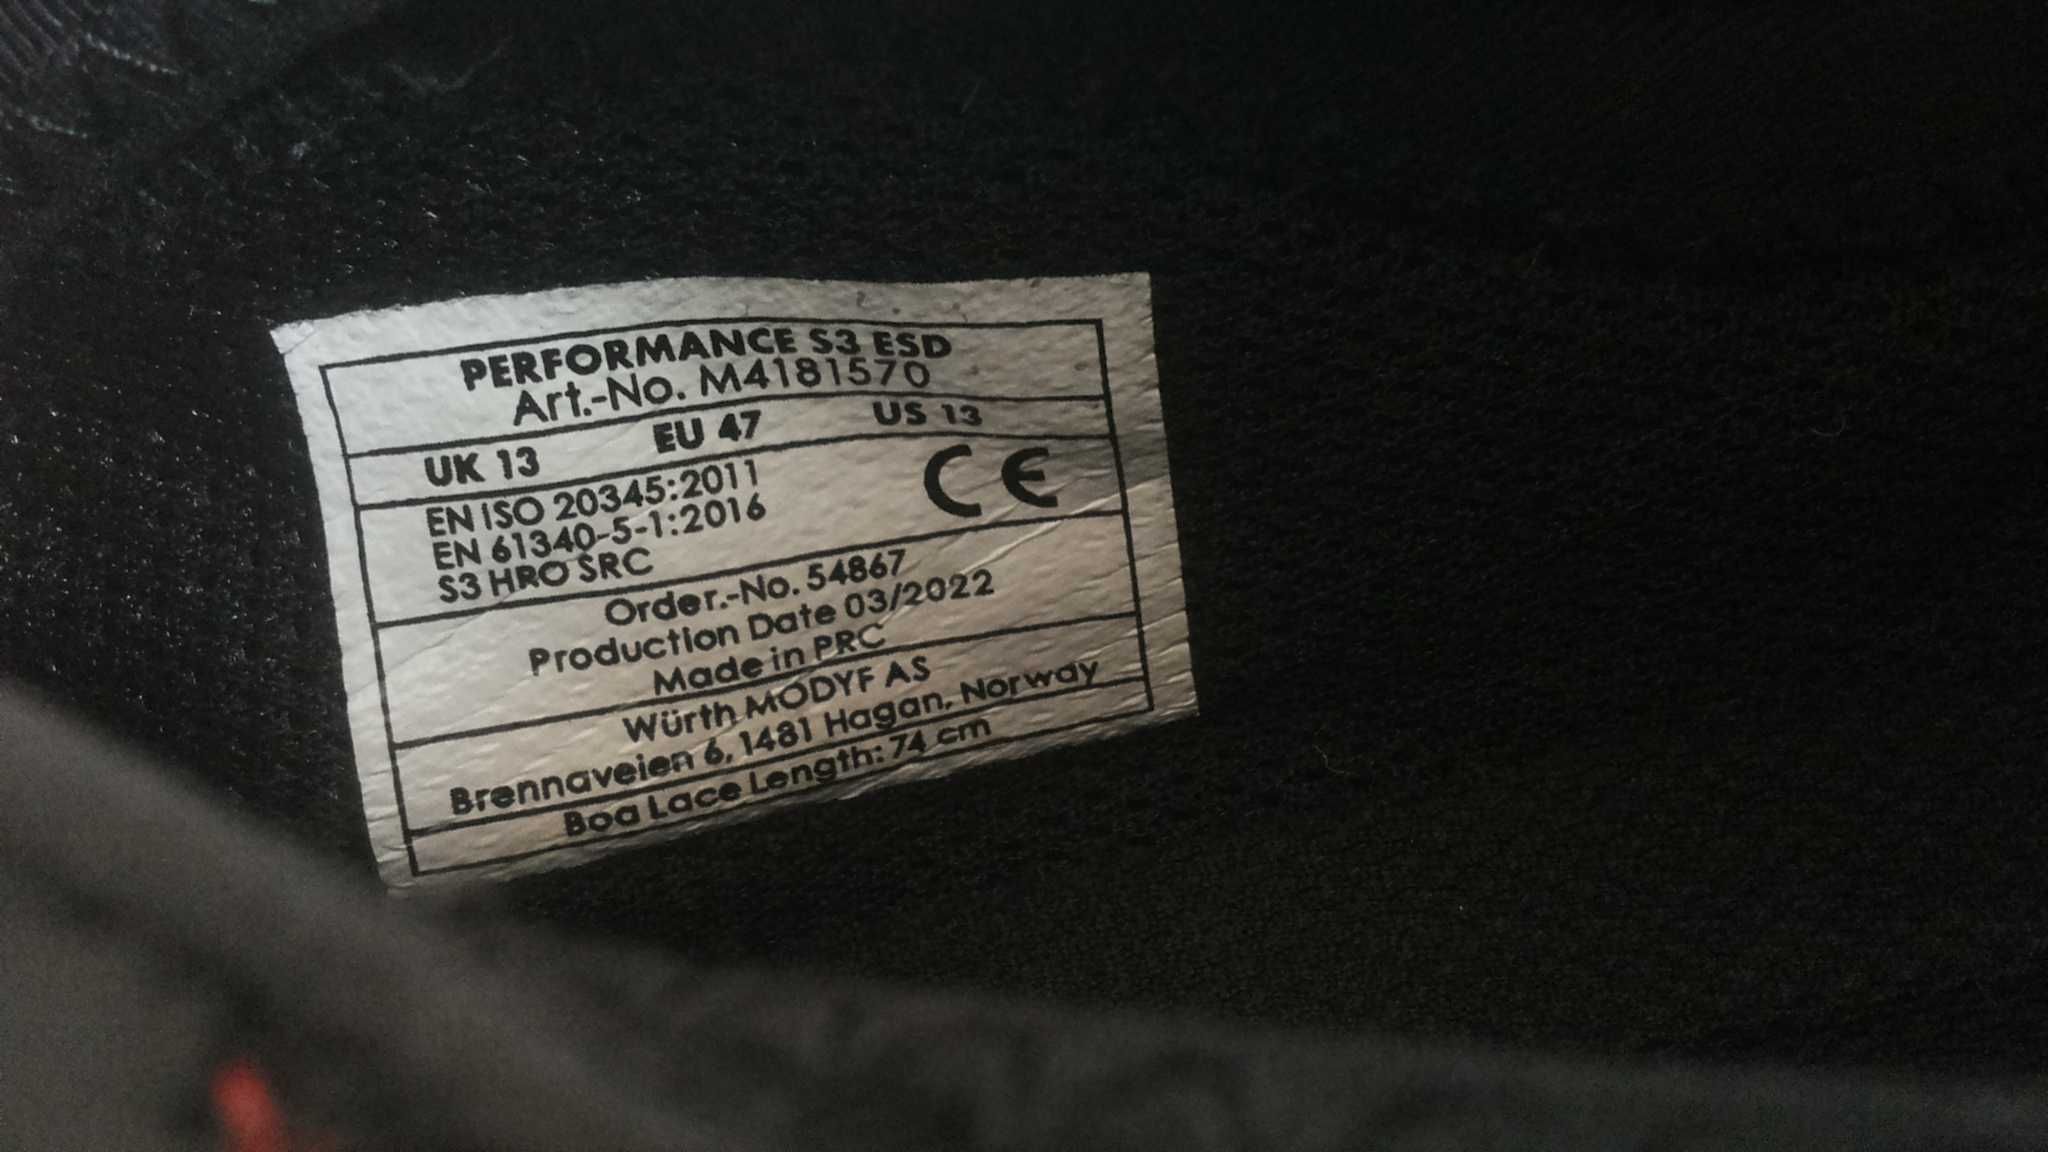 PERFORMANCE S3 ESD
Art.-No. M4181570
UK 13 EU 47 US 13
EN ISO 20345:2011
EN 61340-5-1:2016
S3 HRO SRC
CE
Order.-No. 54867
Production Date 03/2022
Made in PRC
Würth MODYF AS
Brennaveien 6, 1481 Hagan, Norway
Boa Lace Length: 74 cm